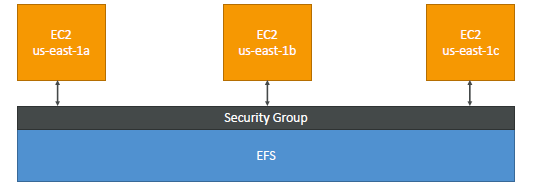 EC2
us-east-1a
EC2
us-east-1b
EC2
us-east-1c
Security Group
EFS